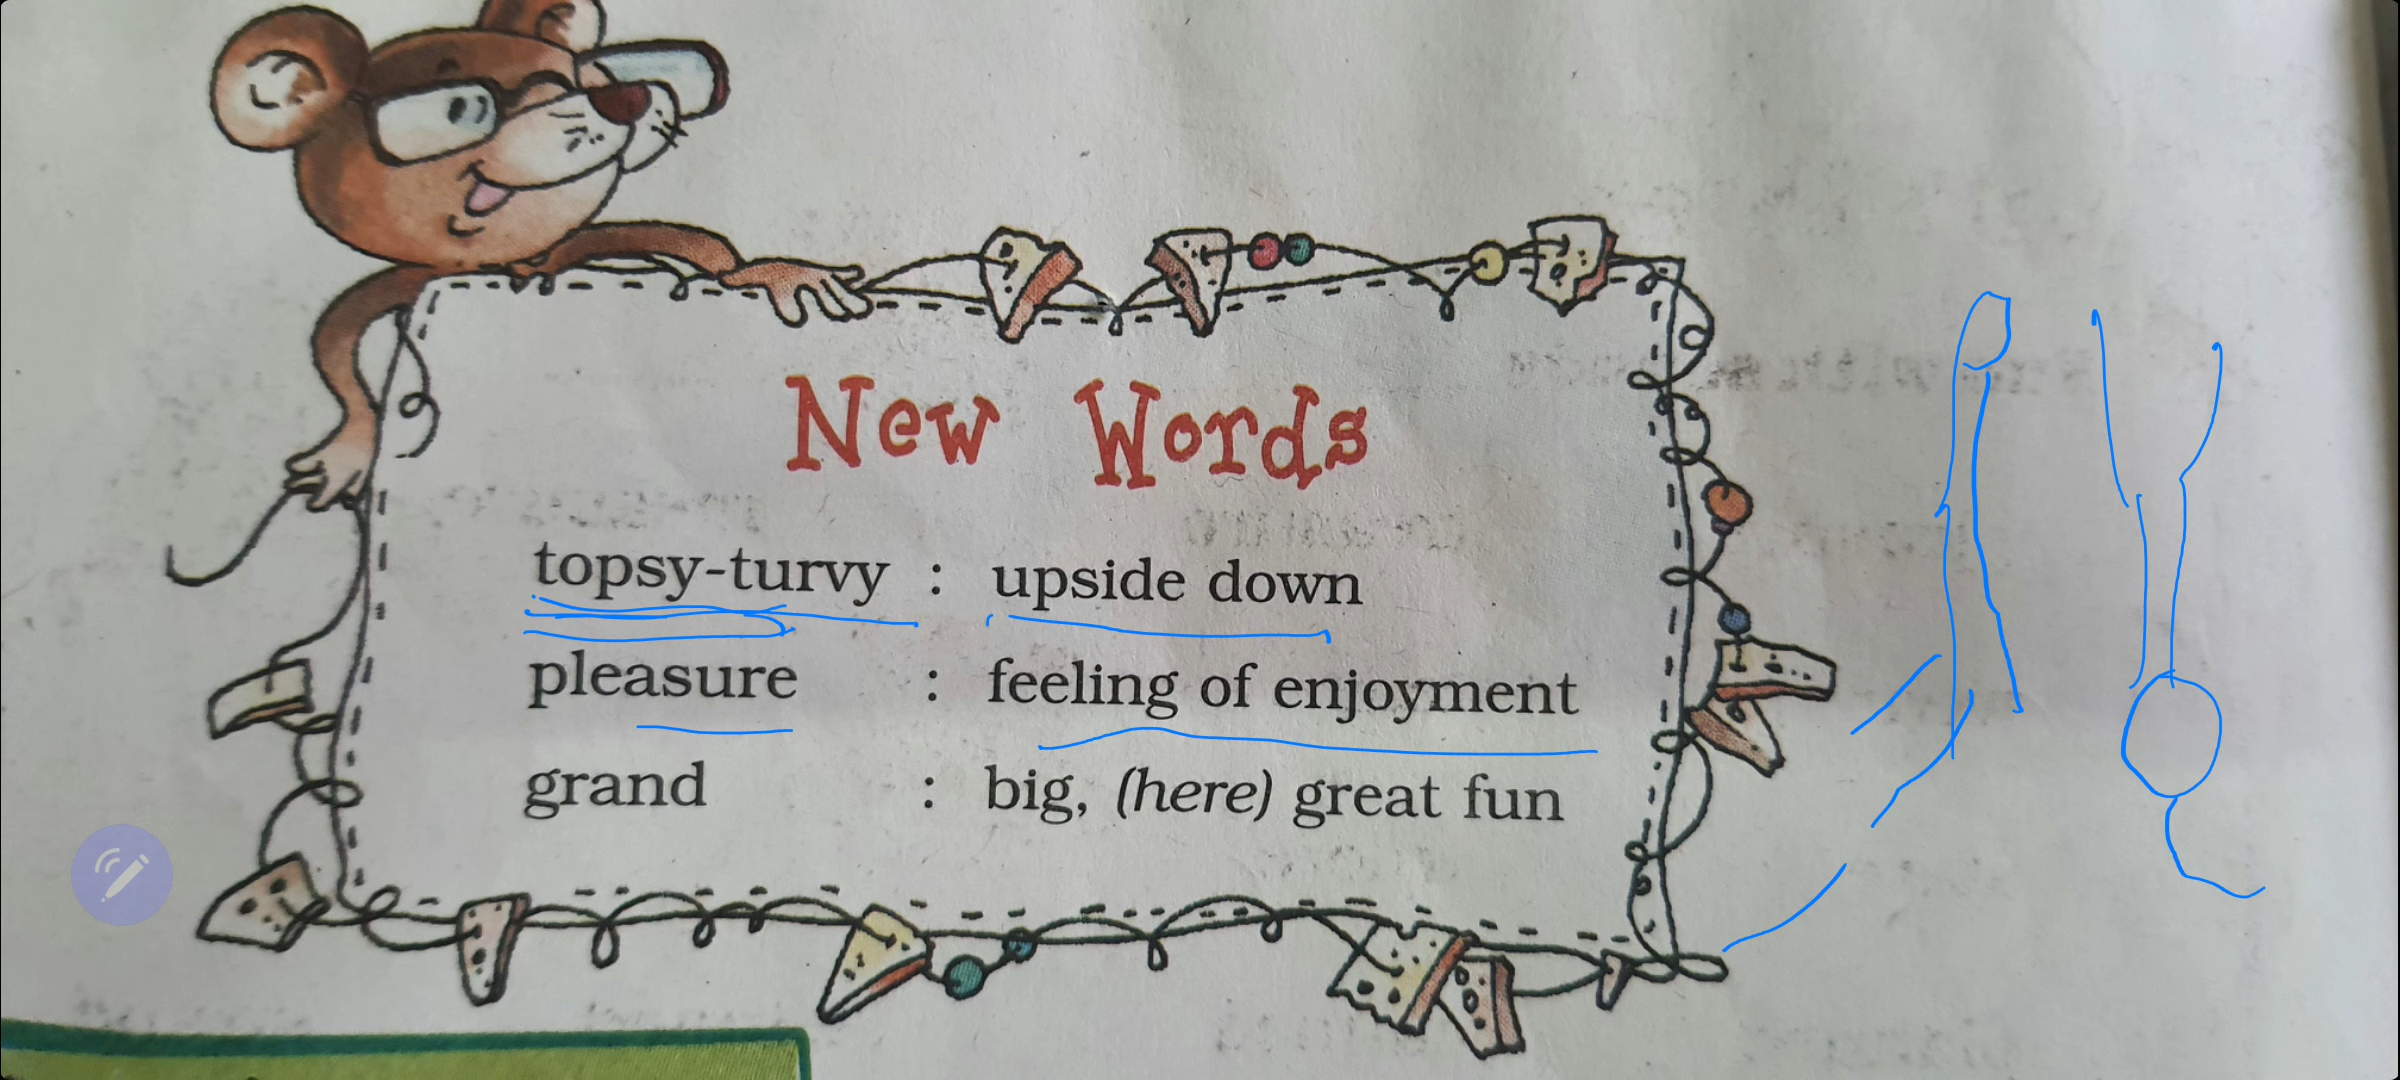 New Words
topsy-turvy : upside down
pleasure : feeling of enjoyment
grand : big, (here) great fun